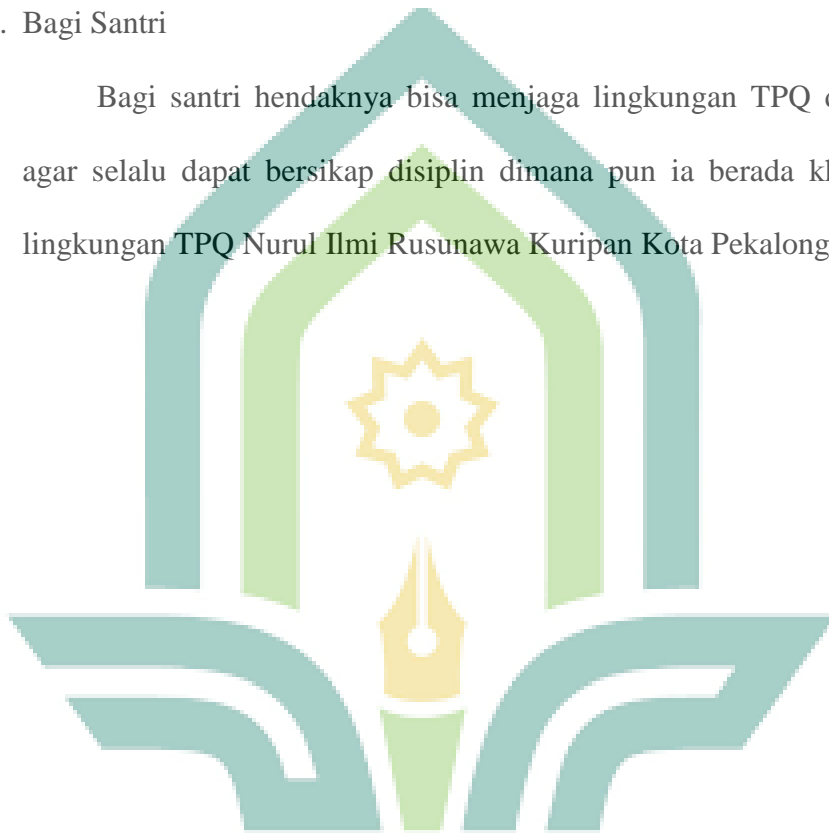 . Bagi Santri
Bagi santri hendaknya bisa menjaga lingkungan TPQ
agar selalu dapat bersikap disiplin dimana pun ia berada
lingkungan TPQ Nurul Ilmi Rusunawa Kuripan Kota Pekalong